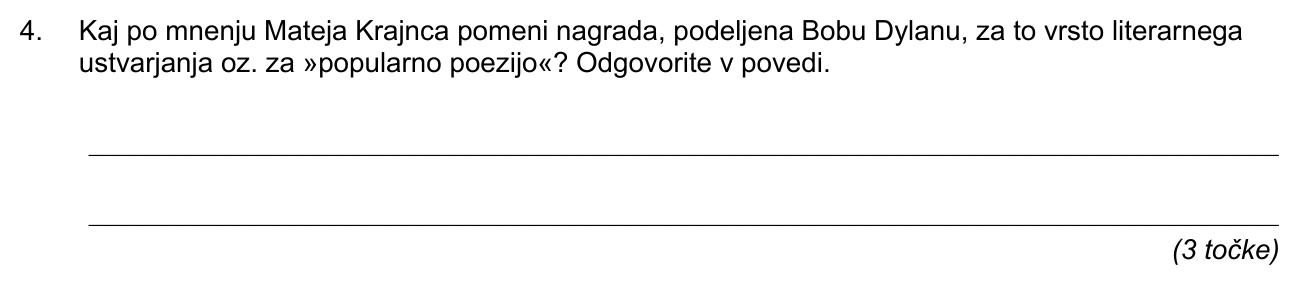 4. Kaj po mnenju Mateja Krajnca pomeni nagrada, podeljena Bobu Dylanu, za to vrsto literarnega
ustvarjanja oz. za »popularno poezijo«? Odgovorite v povedi.
(3 točke)